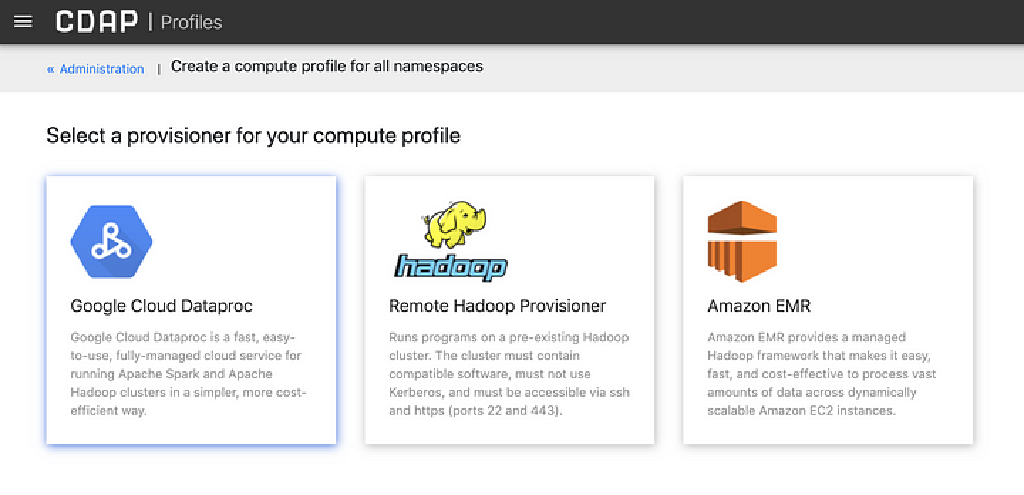 CDAP | Profiles
« Administration | Create a compute profile for all namespaces
Select a provisioner for your compute profile
Google Cloud Dataproc
Google Cloud Dataproc is a fast, easy-
to-use, fully-managed cloud service for
running Apache Spark and Apache
Hadoop clusters in a simpler, more cost-
efficient way.
hadoop
Remote Hadoop Provisioner
Runs programs on a pre-existing Hadoop
cluster. The cluster must contain
compatible software, must not use
Kerberos, and must be accessible via ssh
and https (ports 22 and 443).
Amazon EMR
Amazon EMR provides a managed
Hadoop framework that makes it easy,
fast, and cost-effective to process vast
amounts of data across dynamically
scalable Amazon EC2 instances.